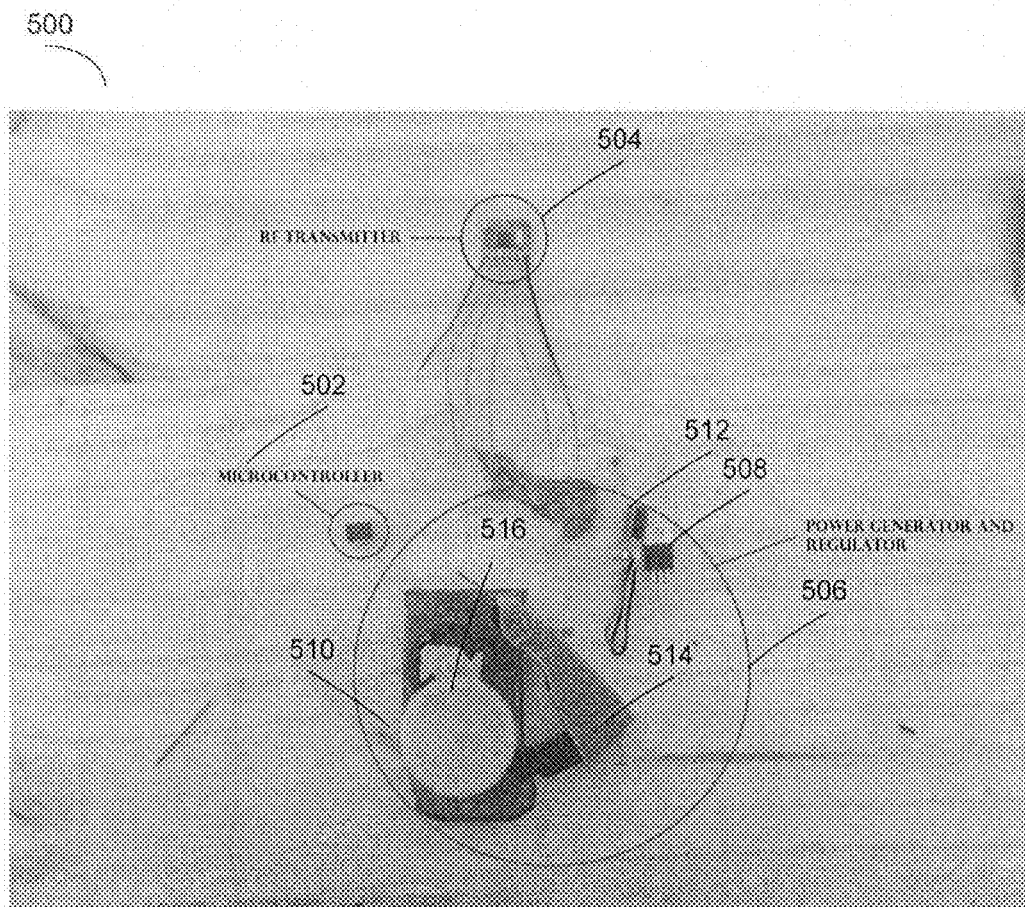 500
504
RF TRANSMITTER
502
512
MICROCONTROLLER
508
516
POWER GENERATOR AND
REGULATOR
506
510
514